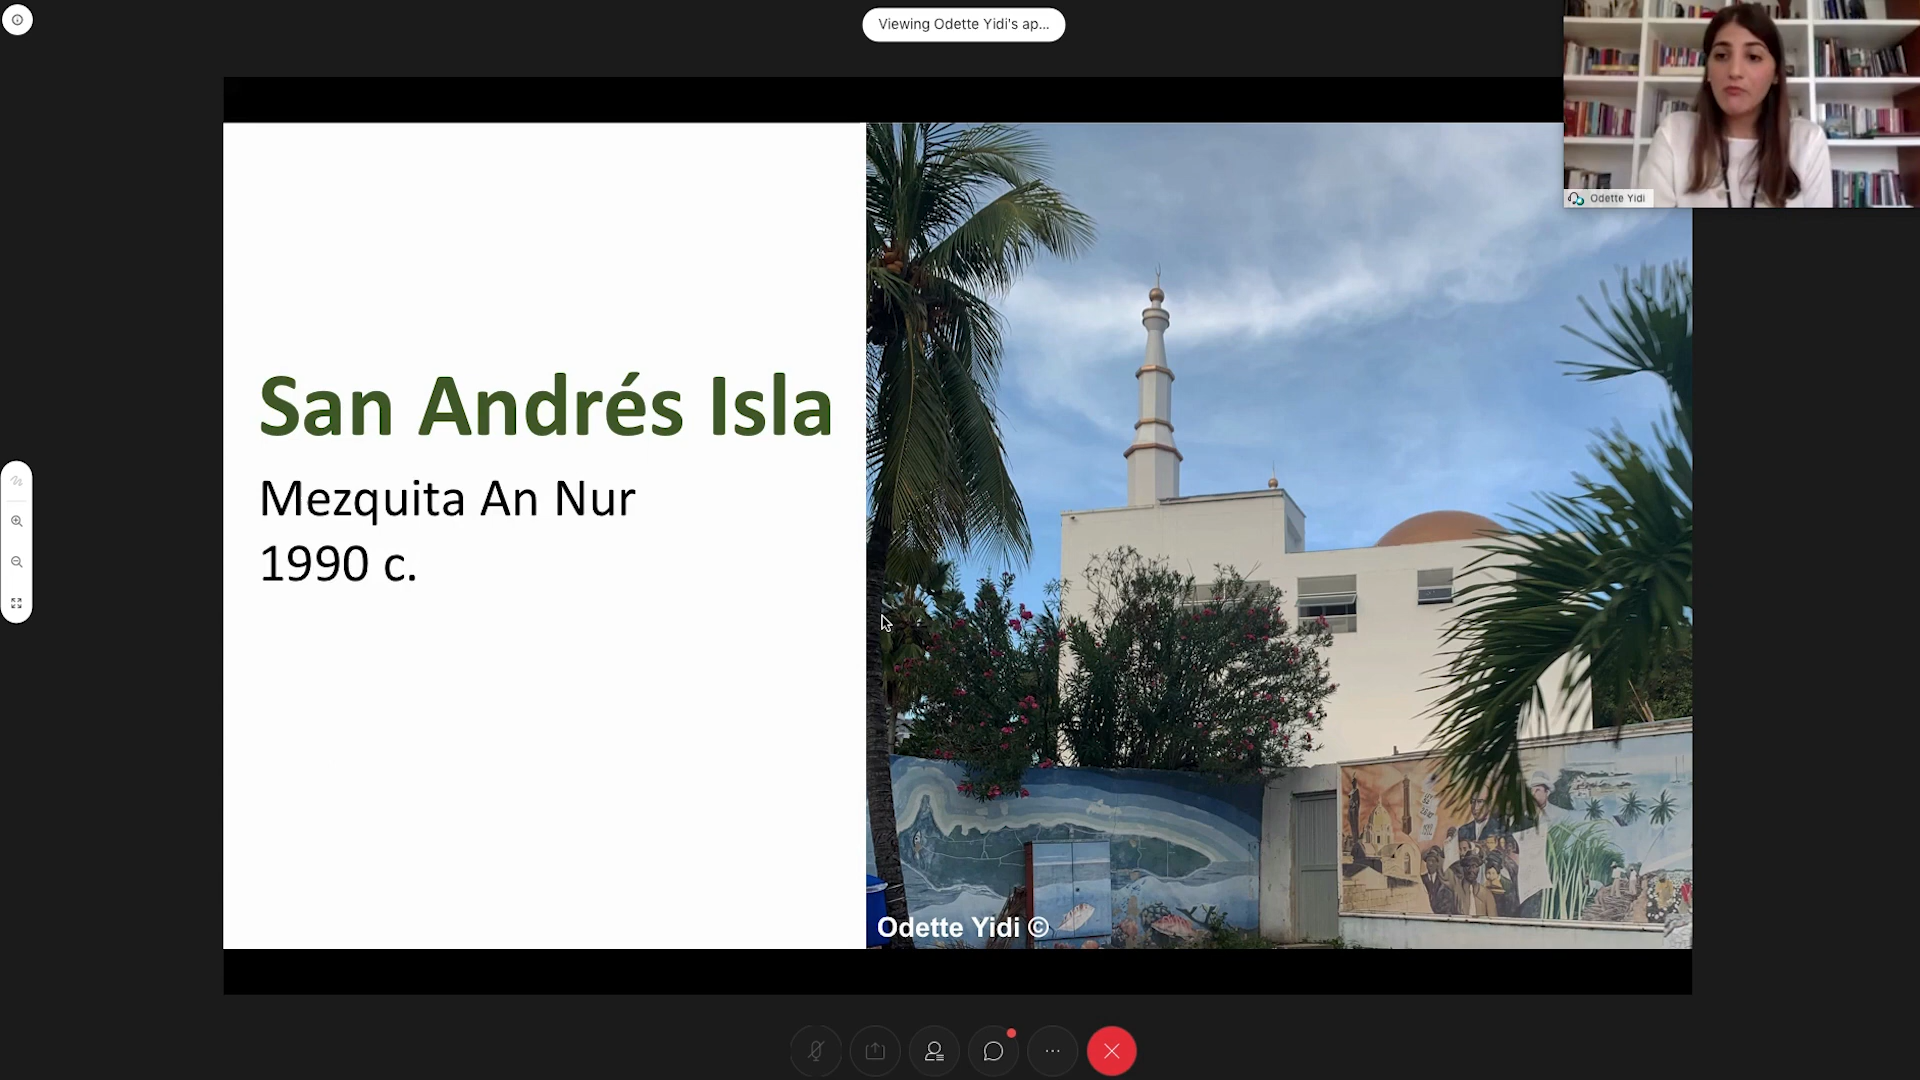 Viewing Odette Yidi's ap...
Odette Yidi
San Andrés Isla
Mezquita An Nur
1990 c.
Odette Yidi ©